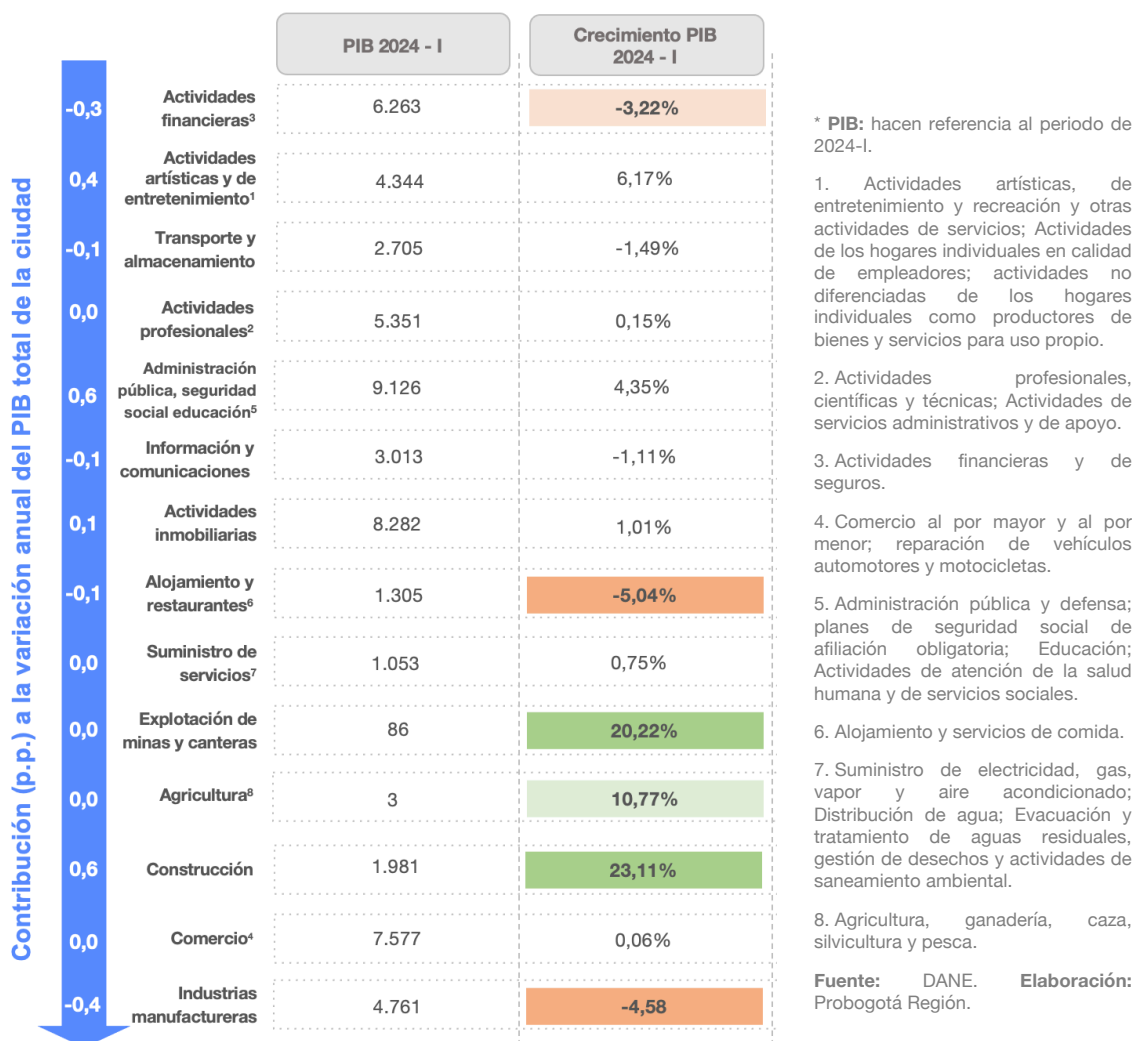 PIB 2024 - I
Crecimiento PIB
2024 - I
Contribución (p.p.) a la variación anual del PIB total de la ciudad
-0,3
Actividades
financieras³
6.263
-3,22%
0,4
Actividades
artísticas y de
entretenimiento¹
4.344
6,17%
-0,1
Transporte y
almacenamiento
2.705
-1,49%
0,0
Actividades
profesionales²
5.351
0,15%
0,6
Administración
pública, seguridad
social educación⁵
9.126
4,35%
-0,1
Información y
comunicaciones
3.013
-1,11%
0,1
Actividades
inmobiliarias
8.282
1,01%
-0,1
Alojamiento y
restaurantes⁶
1.305
-5,04%
0,0
Suministro de
servicios⁷
1.053
0,75%
0,0
Explotación de
minas y canteras
86
20,22%
0,0
Agricultura⁸
3
10,77%
0,6
Construcción
1.981
23,11%
0,0
Comercio⁴
7.577
0,06%
-0,4
Industrias
manufactureras
4.761
-4,58
* PIB: hacen referencia al periodo de
2024-I.
1. Actividades artísticas, de
entretenimiento y recreación y otras
actividades de servicios; Actividades
de los hogares individuales en calidad
de empleadores; actividades no
diferenciadas de los hogares
individuales como productores de
bienes y servicios para uso propio.
2. Actividades profesionales,
científicas y técnicas; Actividades de
servicios administrativos y de apoyo.
3. Actividades financieras y de
seguros.
4. Comercio al por mayor y al por
menor; reparación de vehículos
automotores y motocicletas.
5. Administración pública y defensa;
planes de seguridad social de
afiliación obligatoria; Educación;
Actividades de atención de la salud
humana y de servicios sociales.
6. Alojamiento y servicios de comida.
7. Suministro de electricidad, gas,
vapor y aire acondicionado;
Distribución de agua; Evacuación y
tratamiento de aguas residuales,
gestión de desechos y actividades de
saneamiento ambiental.
8. Agricultura, ganadería, caza,
silvicultura y pesca.
Fuente: DANE. Elaboración:
Probogotá Región.